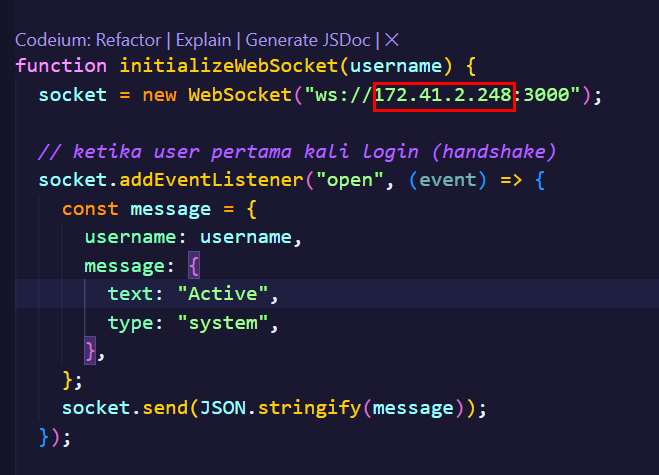 Codeium: Refactor | Explain | Generate JSDoc | ×
function initializeWebSocket(username) {
socket = new WebSocket("ws://172.41.2.248:3000");
// ketika user pertama kali login (handshake)
socket.addEventListener("open", (event) => {
const message = {
username: username,
message: {
text: "Active",
type: "system",
},
};
socket.send(JSON.stringify(message));
});